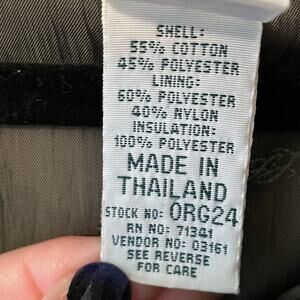 SHELL:
55% COTTON
45% POLYESTER
LINING:
60% POLYESTER
40% NYLON
INSULATION:
100% POLYESTER
MADE IN
THAILAND
STOCK NO: ORG24
RN NO: 71341
VENDOR NO: 03161
SEE REVERSE
FOR CARE